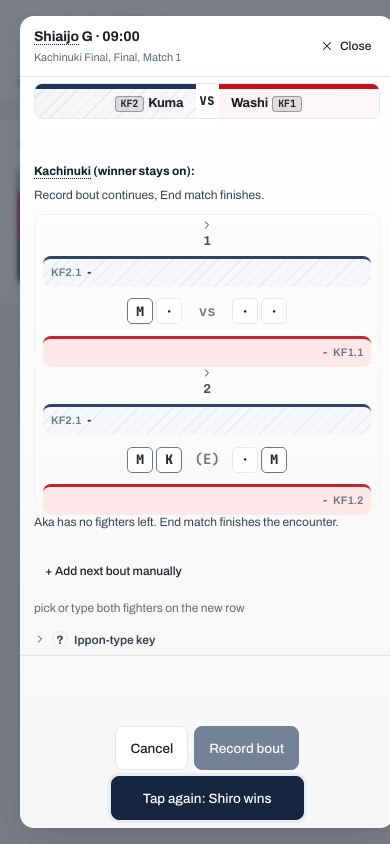 Shiaijo G · 09:00
Close
Kachinuki Final, Final, Match 1
KF2 Kuma VS Washi KF1
Kachinuki (winner stays on):
Record bout continues, End match finishes.
1
KF2.1 -
M · vs · ·
- KF1.1
2
KF2.1 -
M K (E) · M
- KF1.2
Aka has no fighters left. End match finishes the encounter.
+ Add next bout manually
pick or type both fighters on the new row
? Ippon-type key
Cancel
Record bout
Tap again: Shiro wins